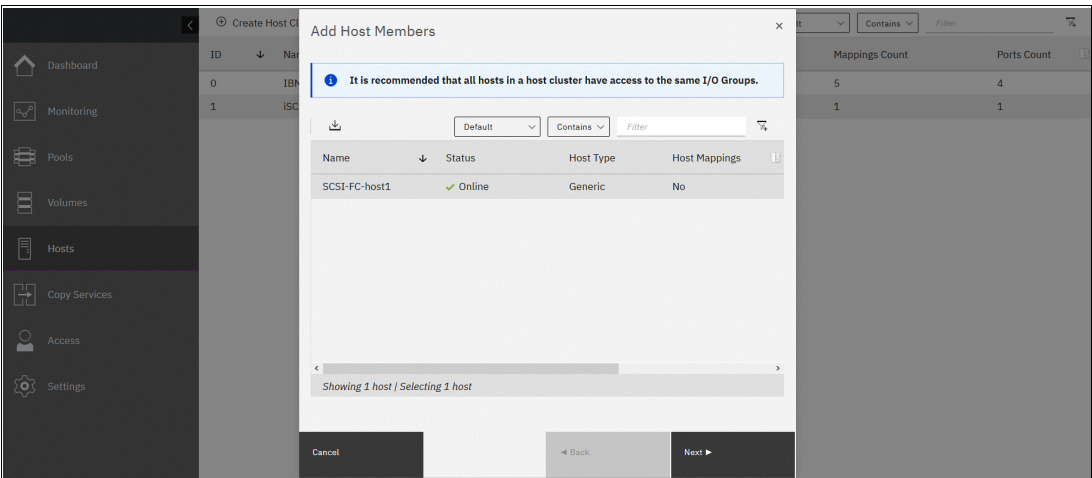 Create Host Cl
Add Host Members
Contains
Filter
ID
Mappings Count
Ports Count
Dashboard
It is recommended that all hosts in a host cluster have access to the same I/O Groups.
0
5
4
Monitoring
1
1
1
Default
Contains
Filter
Pools
Name
Status
Host Type
Host Mappings
SCSI-FC-host1
Online
Generic
No
Volumes
Hosts
Copy Services
Access
Settings
Showing 1 host | Selecting 1 host
Cancel
Back
Next